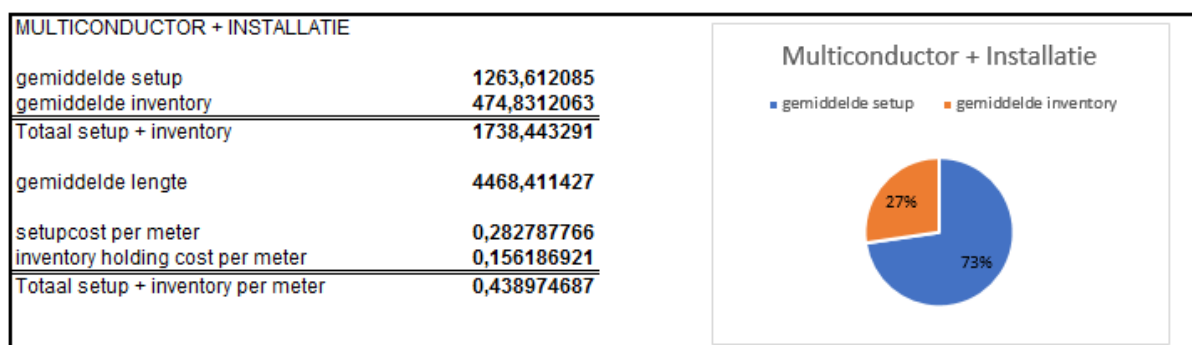 MULTICONDUCTOR + INSTALLATIE
gemiddelde setup 1263,612085
gemiddelde inventory 474,8312063
Totaal setup + inventory 1738,443291
gemiddelde lengte 4468,411427
setupcost per meter 0,282787766
inventory holding cost per meter 0,156186921
Totaal setup + inventory per meter 0,438974687
Multiconductor + Installatie
gemiddelde setup gemiddelde inventory
27%
73%